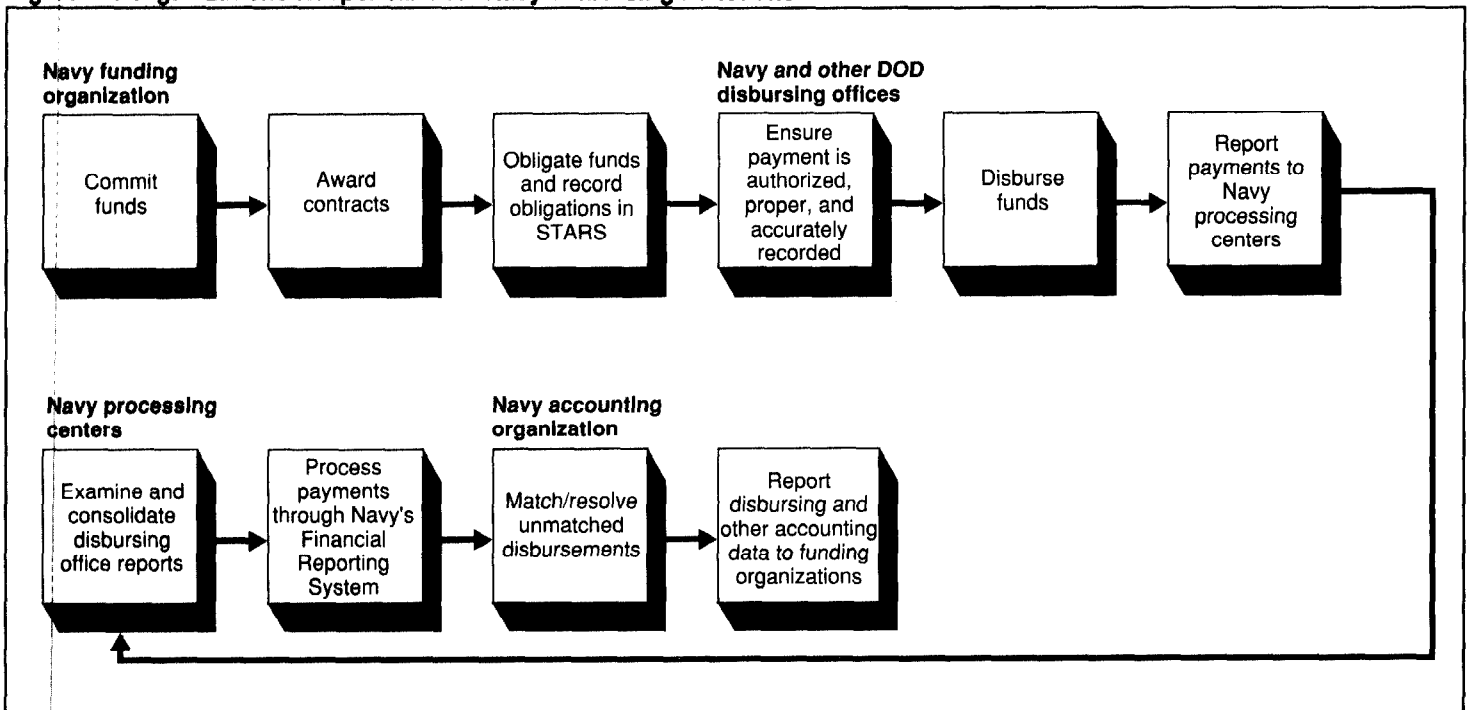 Navy funding
organization
Commit
funds
Award
contracts
Obligate funds
and record
obligations in
STARS
Navy and other DOD
disbursing offices
Ensure
payment is
authorized,
proper, and
accurately
recorded
Disburse
funds
Report
payments to
Navy
processing
centers
Navy processing
centers
Examine and
consolidate
disbursing
office reports
Process
payments
through Navy's
Financial
Reporting
System
Navy accounting
organization
Match/resolve
unmatched
disbursements
Report
disbursing and
other accounting
data to funding
organizations